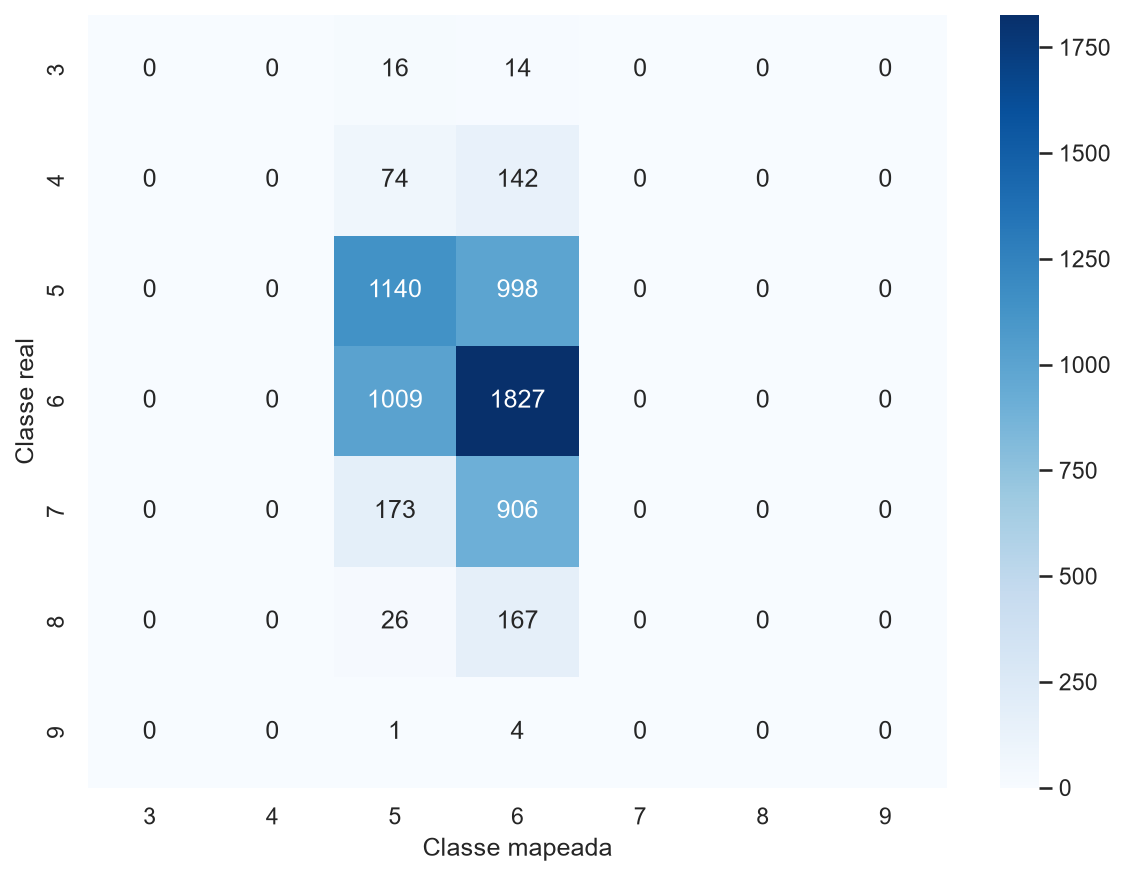 3 0 0 16 14 0 0 0
4 0 0 74 142 0 0 0
5 0 0 1140 998 0 0 0
6 0 0 1009 1827 0 0 0
7 0 0 173 906 0 0 0
8 0 0 26 167 0 0 0
9 0 0 1 4 0 0 0
3 4 5 6 7 8 9
Classe mapeada
Classe real
1750
1500
1250
1000
750
500
250
0